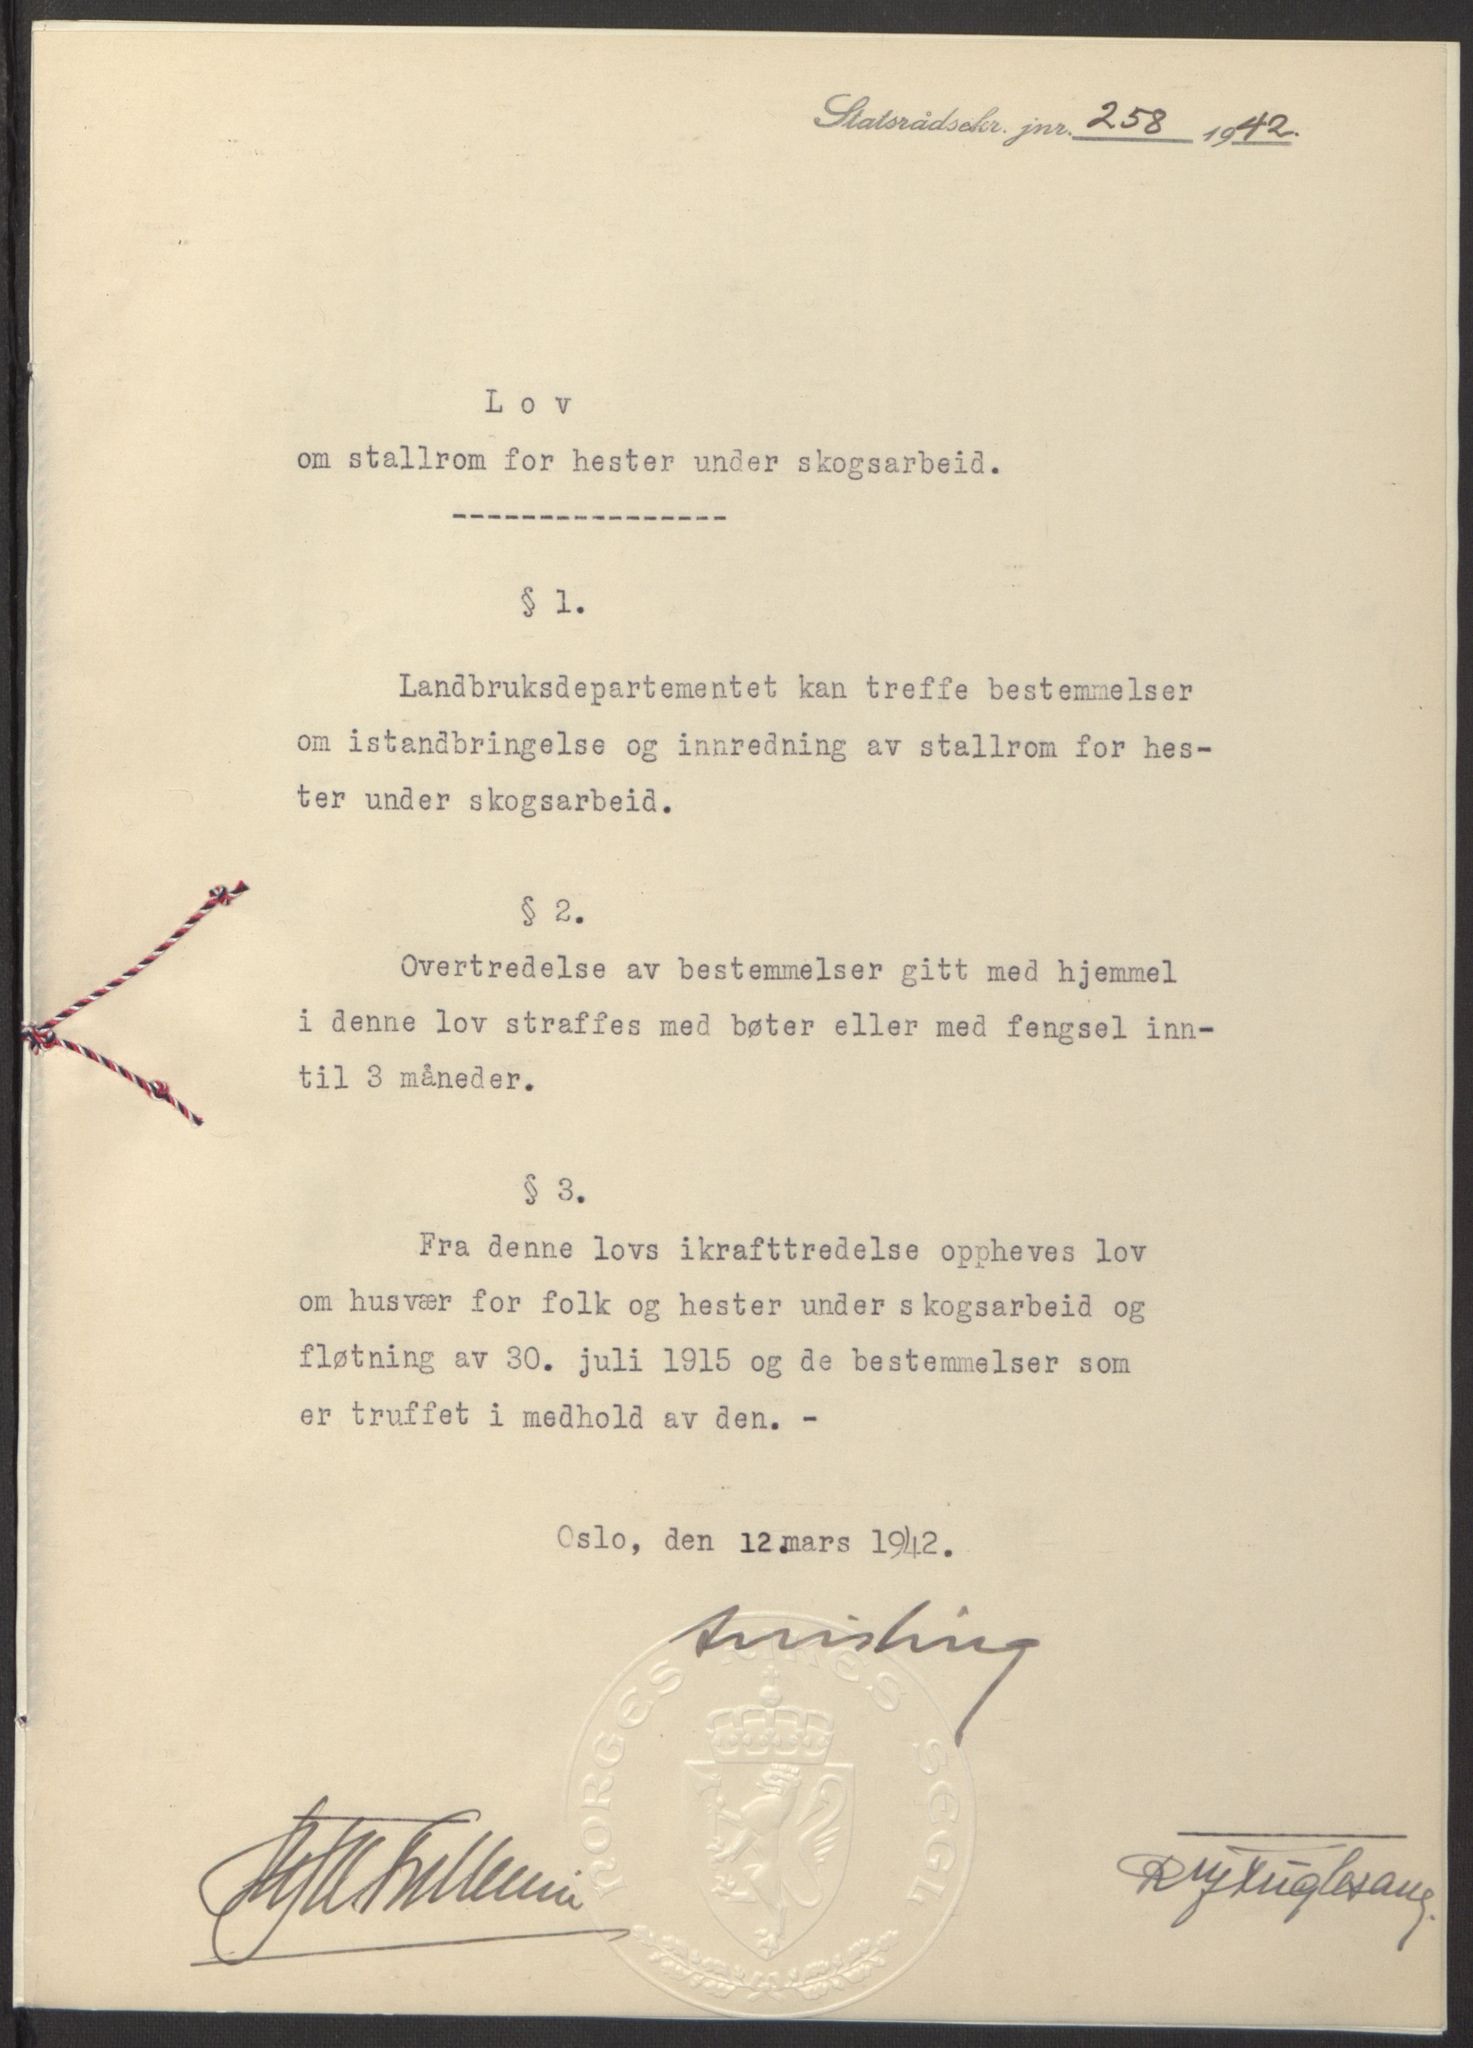 Statsrådsekr. jnr. 258 1942.
Lov
om stallrom for hester under skogsarbeid.
----------------
§ 1.
Landbruksdepartementet kan treffe bestemmelser
om istandbringelse og innredning av stallrom for hes-
ter under skogsarbeid.
§ 2.
Overtredelse av bestemmelser gitt med hjemmel
i denne lov straffes med bøter eller med fengsel inn-
til 3 måneder.
§ 3.
Fra denne lovs ikrafttredelse oppheves lov
om husvær for folk og hester under skogsarbeid og
fløtning av 30. juli 1915 og de bestemmelser som
er truffet i medhold av den. -
Oslo, den 12.mars 1942.
Quisling
NORGES RIKES SEGL
R J Fuglesang.